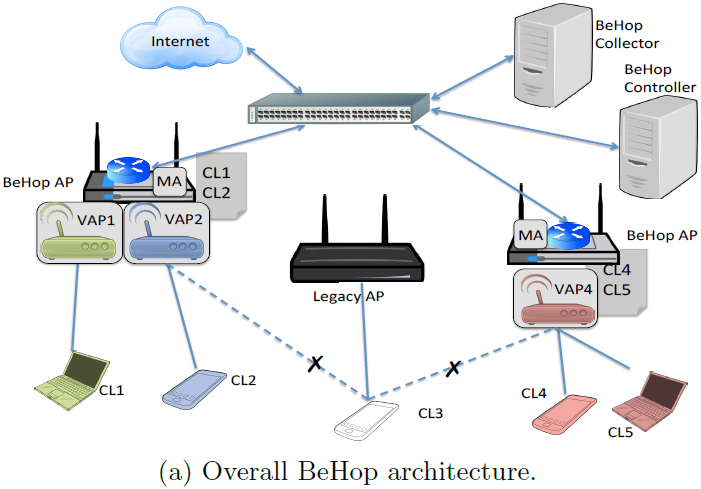 Internet
BeHop
Collector
BeHop
Controller
BeHop AP
MA
CL1
CL2
VAP1
VAP2
Legacy AP
MA
BeHop AP
CL4
CL5
VAP4
CL1
CL2
CL3
CL4
CL5
(a) Overall BeHop architecture.